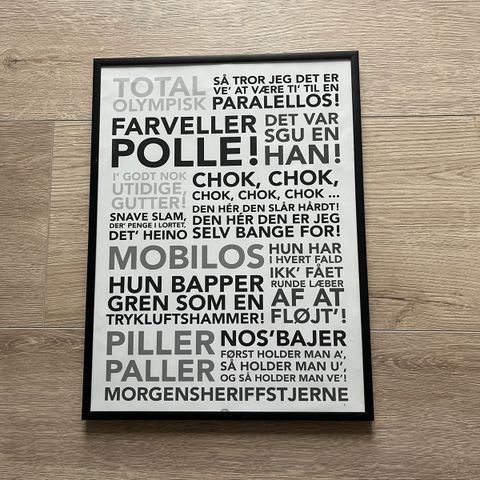 TOTAL
OLYMPISK
SÅ TROR JEG DET ER
VE' AT VÆRE TI' TIL EN
PARALELLOS!
FARVELLER
POLLE!
DET VAR
SGU EN
HAN!
I' GODT NOK
UTIDIGE,
GUTTER!
CHOK, CHOK,
CHOK, CHOK, CHOK ...
DEN HÉR DEN SLÅR HÅRDT!
DEN HÉR DEN ER JEG
SELV BANGE FOR!
SNAVE SLAM,
DER' PENGE I LORTET,
DET' HEINO
MOBILOS
HUN HAR
I HVERT FALD
IKK' FÅET
RUNDE LÆBER
AF AT
FLØJT'!
HUN BAPPER
GREN SOM EN
TRYKLUFTSHAMMER!
PILLER
PALLER
NOS'BAJER
FØRST HOLDER MAN A',
SÅ HOLDER MAN U',
OG SÅ HOLDER MAN VE'!
MORGENSHERIFFSTJERNE